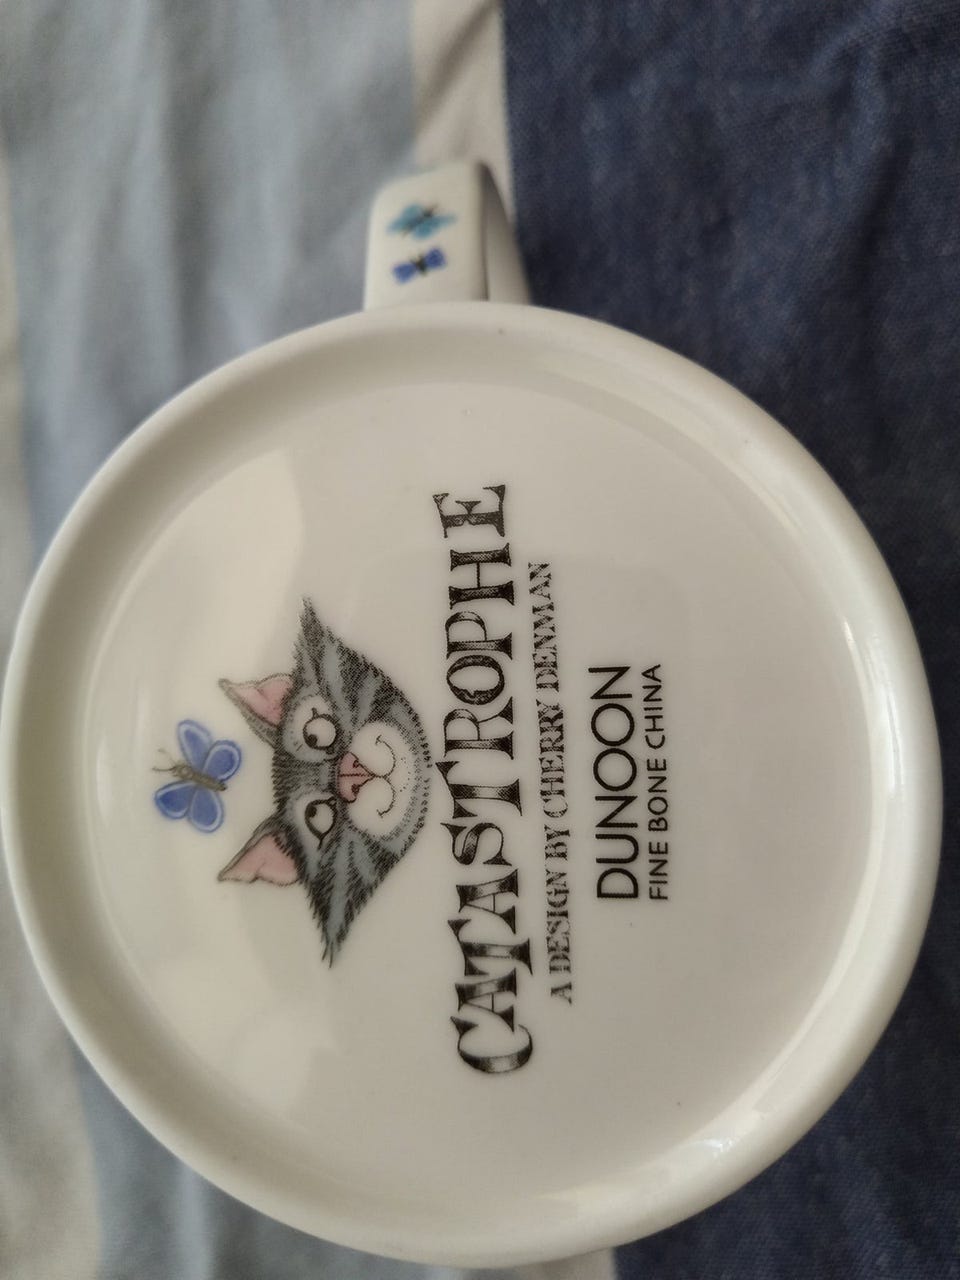 CATASTROPHE
A DESIGN BY CHERRY DENMAN
DUNOON
FINE BONE CHINA